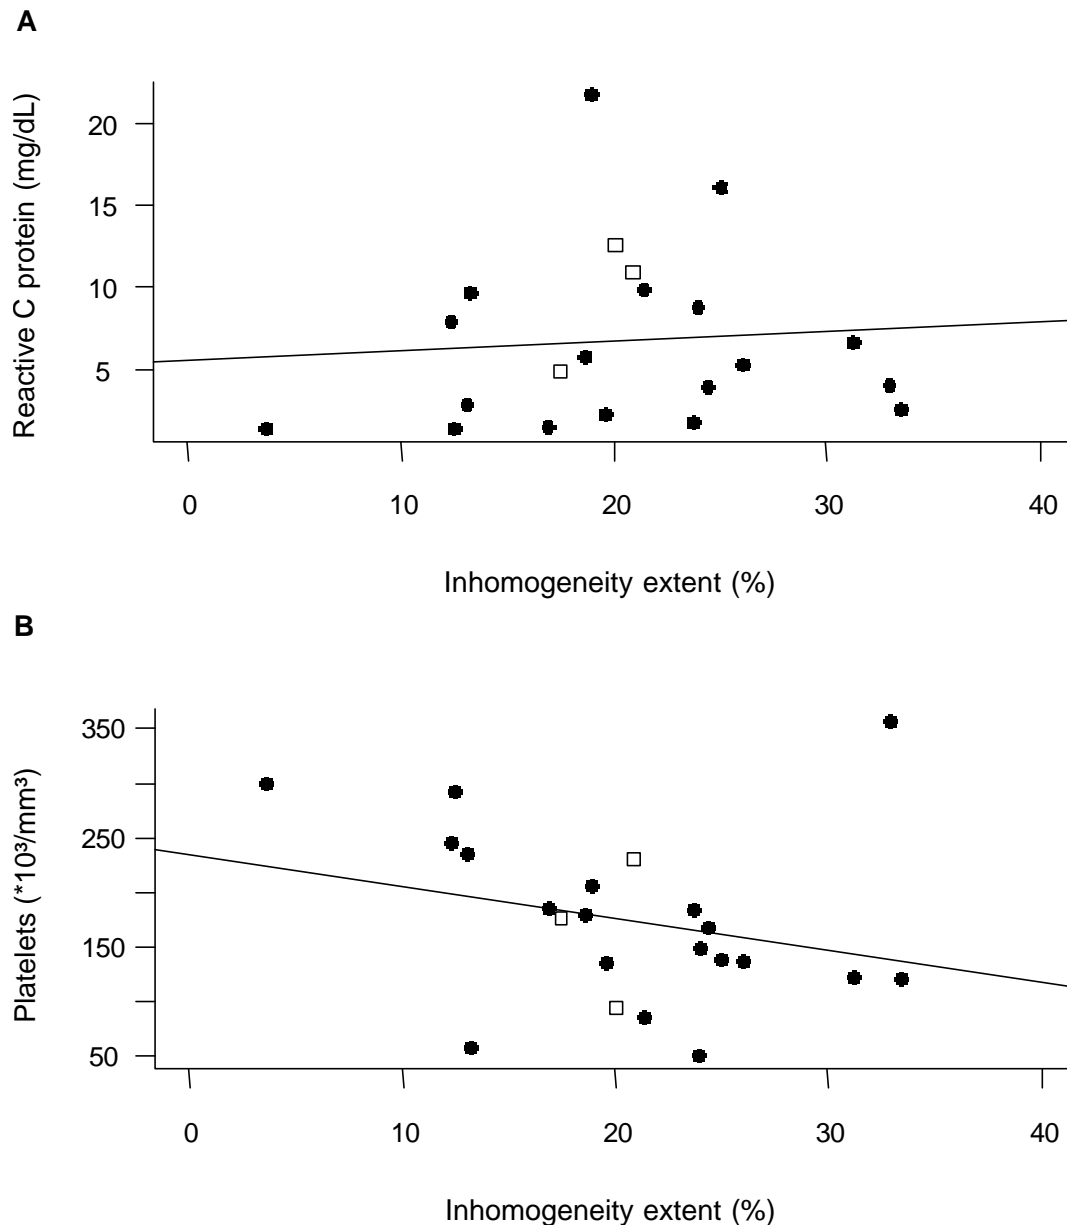 A
Reactive C protein (mg/dL)
20
15
10
5
0 10 20 30 40
Inhomogeneity extent (%)
B
Platelets (*10³/mm³)
350
250
150
50
0 10 20 30 40
Inhomogeneity extent (%)